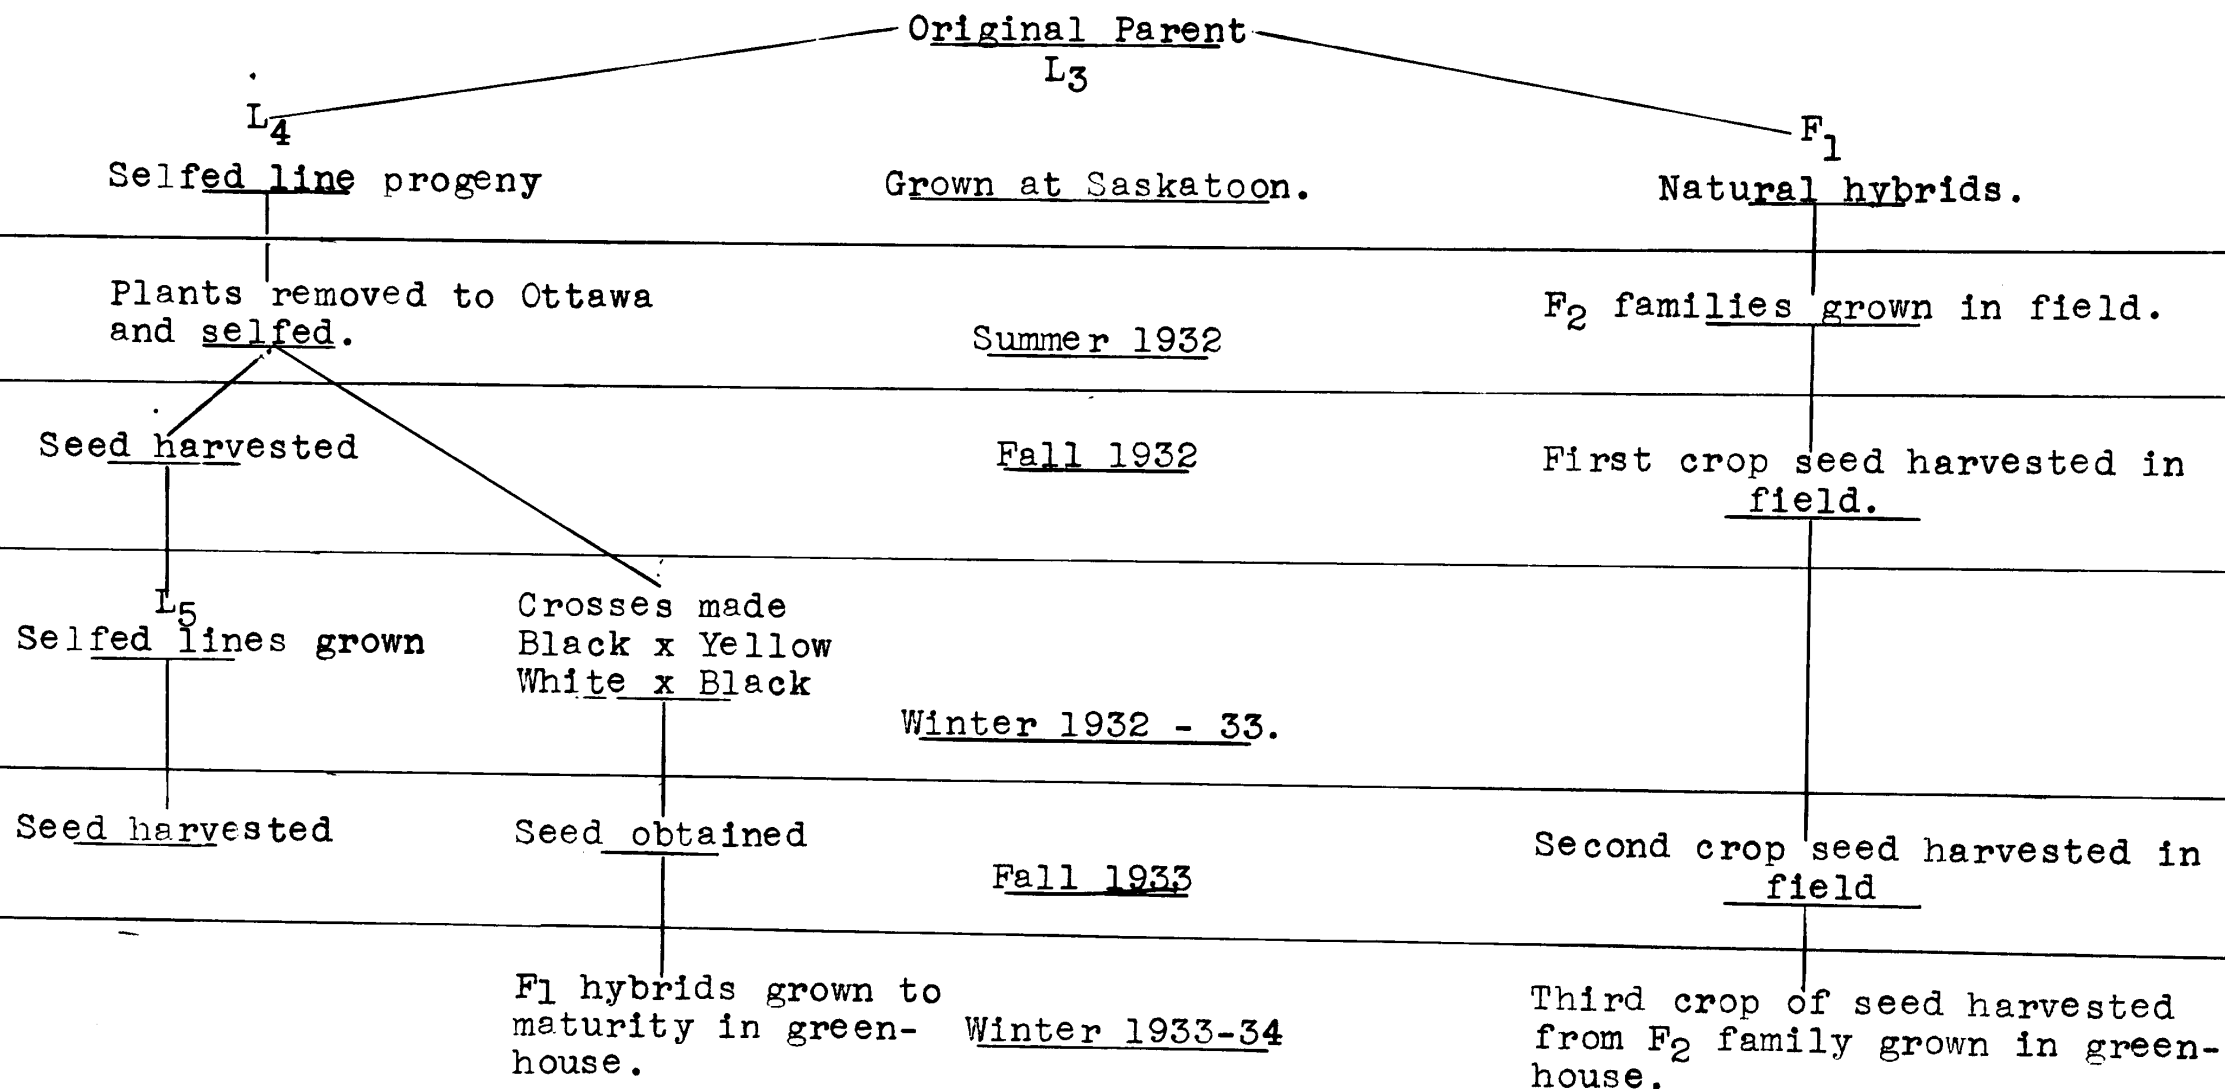 Original Parent
L3
L4
F1
Selfed line progeny
Grown at Saskatoon.
Natural hybrids.
Plants removed to Ottawa
and selfed.
Summer 1932
F2 families grown in field.
Seed harvested
Fall 1932
First crop seed harvested in
field.
L5
Selfed lines grown
Crosses made
Black x Yellow
White x Black
Winter 1932 - 33.
Seed harvested
Seed obtained
Fall 1933
Second crop seed harvested in
field
F1 hybrids grown to
maturity in green-
house.
Winter 1933-34
Third crop of seed harvested
from F2 family grown in green-
house.